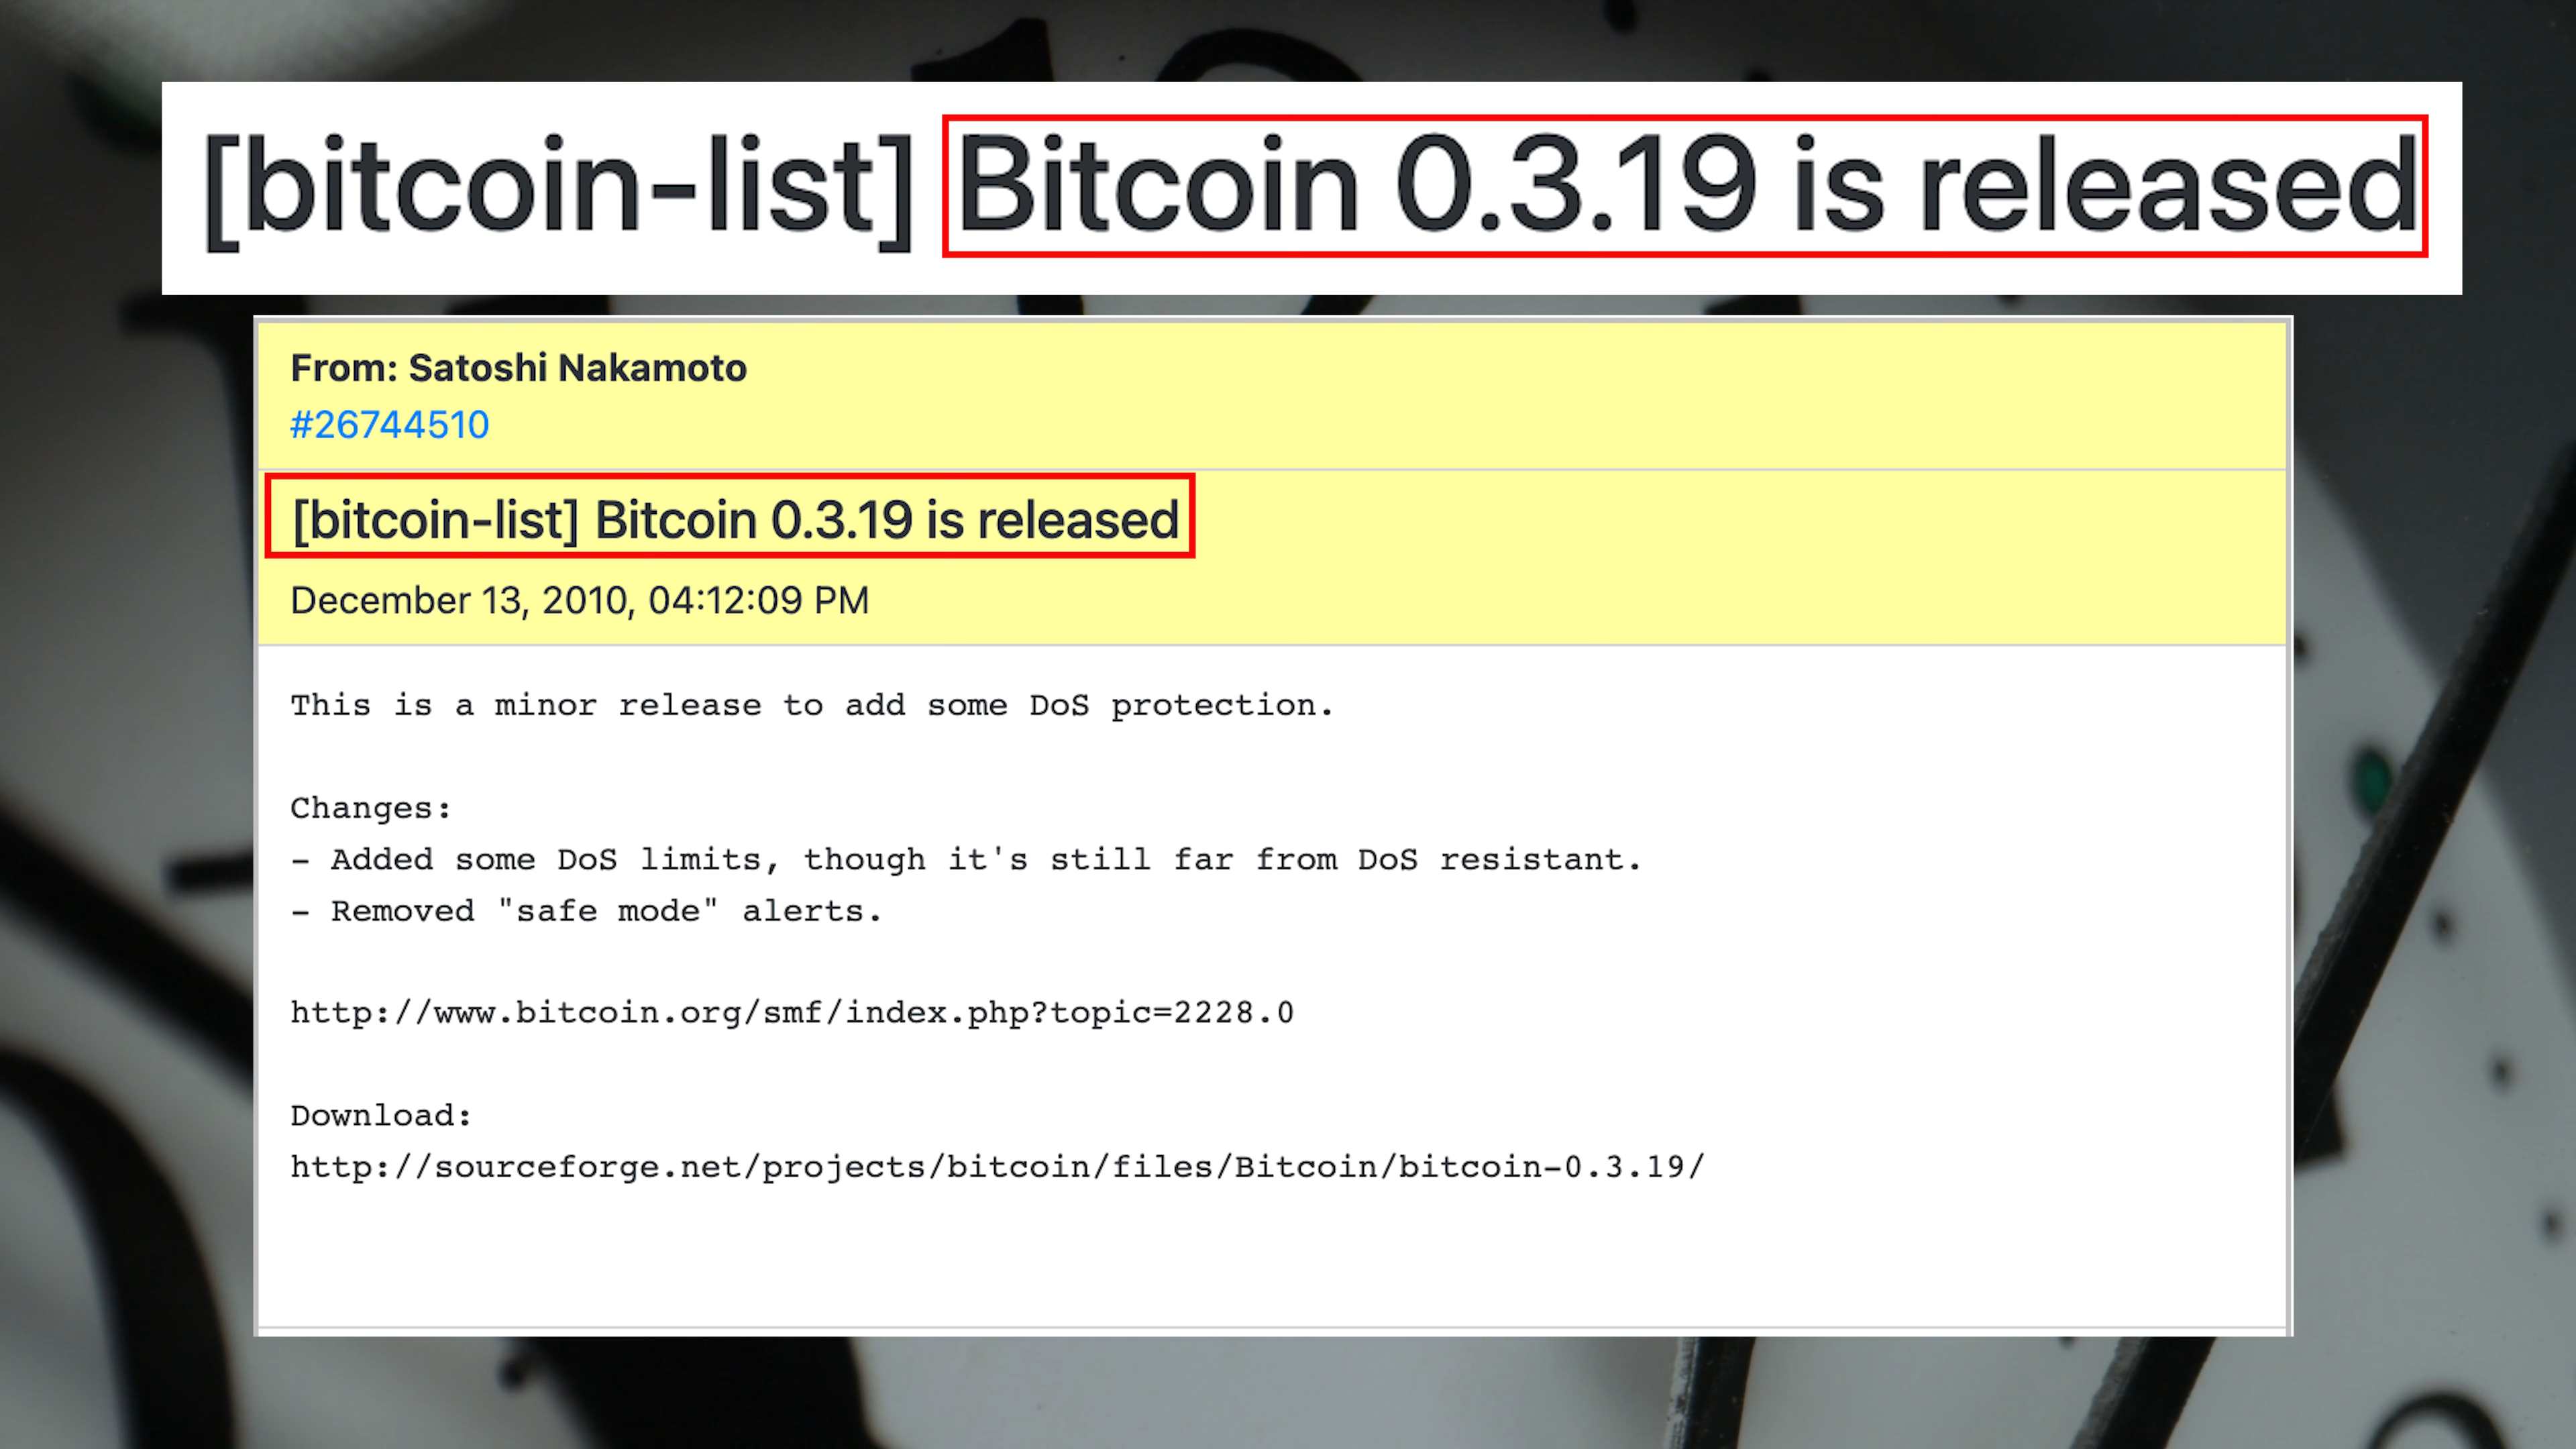 [bitcoin-list] Bitcoin 0.3.19 is released
From: Satoshi Nakamoto
#26744510
[bitcoin-list] Bitcoin 0.3.19 is released
December 13, 2010, 04:12:09 PM
This is a minor release to add some DoS protection.
Changes:
- Added some DoS limits, though it's still far from DoS resistant.
- Removed "safe mode" alerts.
http://www.bitcoin.org/smf/index.php?topic=2228.0
Download:
http://sourceforge.net/projects/bitcoin/files/Bitcoin/bitcoin-0.3.19/